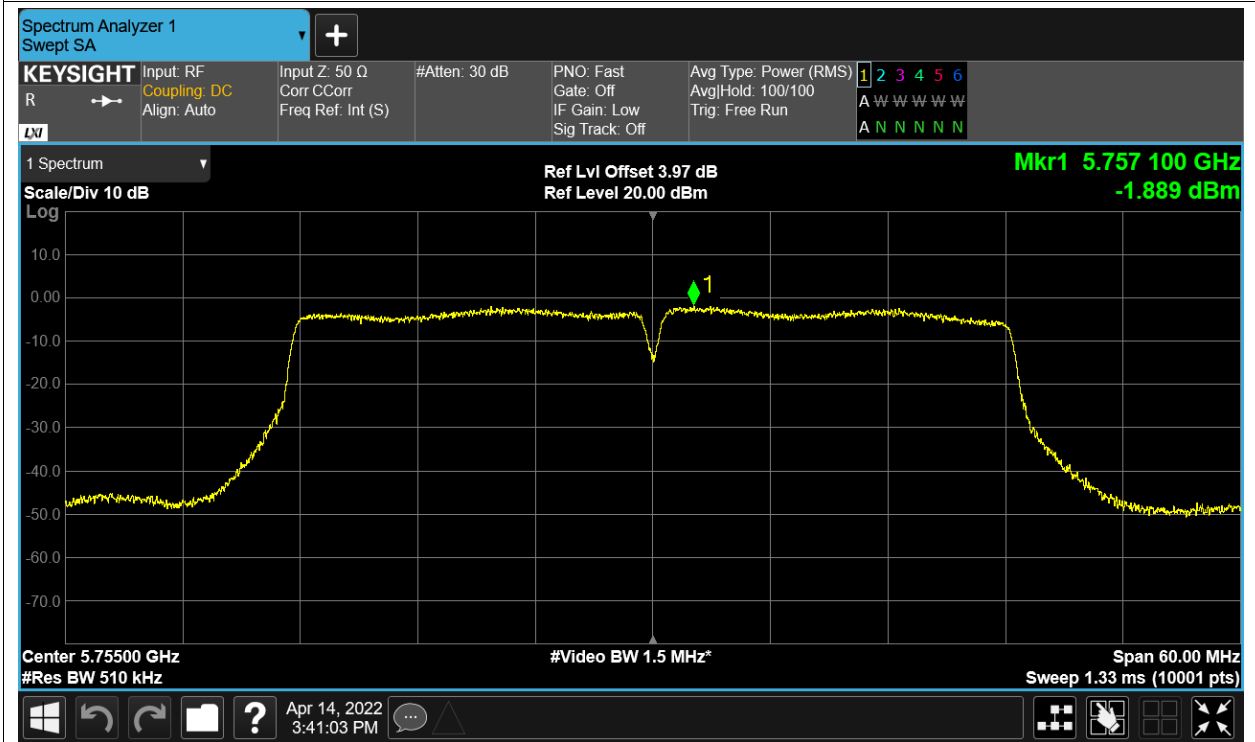 Spectrum Analyzer 1
Swept SA
+
KEYSIGHT
R
LXI
Input: RF
Coupling: DC
Align: Auto
Input Z: 50 Ω
Corr CCorr
Freq Ref: Int (S)
#Atten: 30 dB
PNO: Fast
Gate: Off
IF Gain: Low
Sig Track: Off
Avg Type: Power (RMS)
Avg|Hold: 100/100
Trig: Free Run
1 2 3 4 5 6
A W W W W W
A N N N N N
1 Spectrum
Scale/Div 10 dB
Log
Ref Lvl Offset 3.97 dB
Ref Level 20.00 dBm
Mkr1 5.757 100 GHz
-1.889 dBm
1
10.0
0.00
-10.0
-20.0
-30.0
-40.0
-50.0
-60.0
-70.0
Center 5.75500 GHz
#Res BW 510 kHz
#Video BW 1.5 MHz*
Span 60.00 MHz
Sweep 1.33 ms (10001 pts)
?
Apr 14, 2022
3:41:03 PM